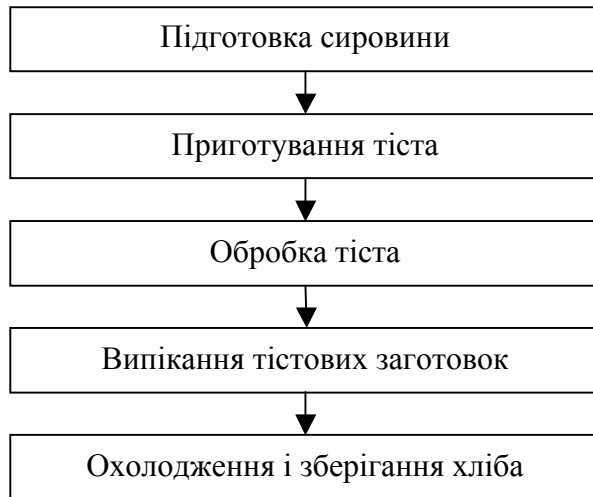 Підготовка сировини
Приготування тіста
Обробка тіста
Випікання тістових заготовок
Охолодження і зберігання хліба